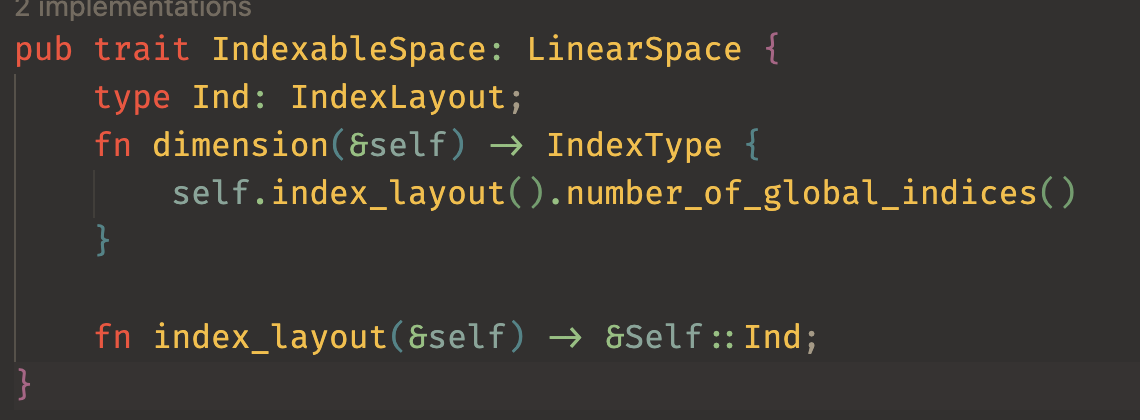 2 implementations
pub trait IndexableSpace: LinearSpace {
    type Ind: IndexLayout;
    fn dimension(&self) -> IndexType {
        self.index_layout().number_of_global_indices()
    }

    fn index_layout(&self) -> &Self::Ind;
}